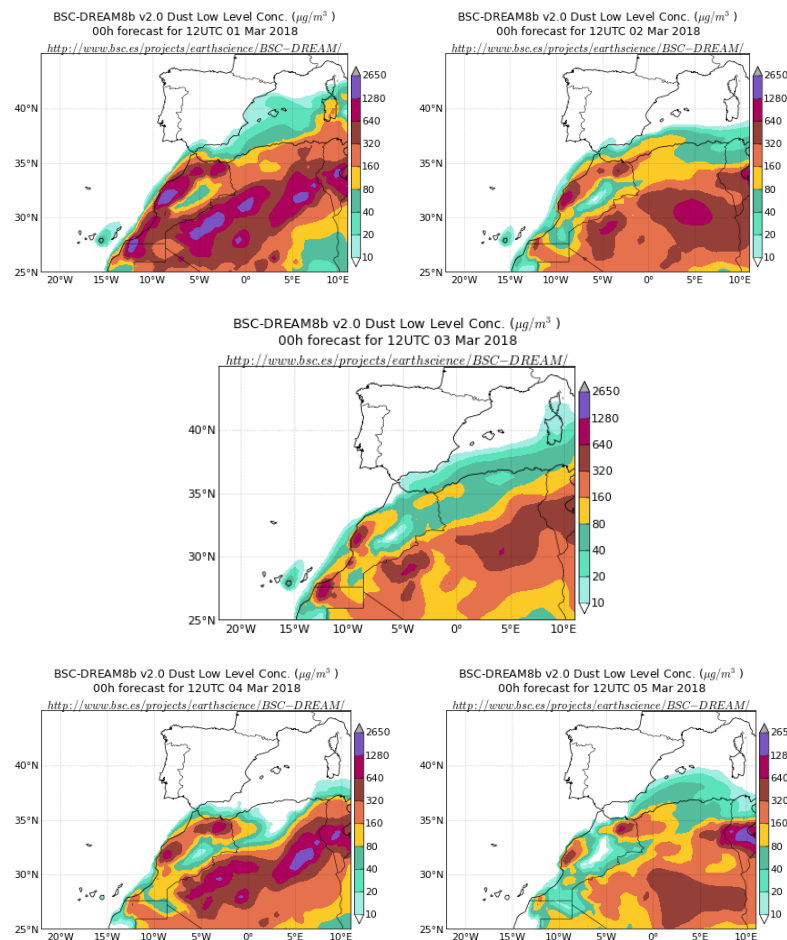 BSC-DREAM8b v2.0 Dust Low Level Conc. (μg/m³ )
00h forecast for 12UTC 01 Mar 2018
http://www.bsc.es/projects/earthscience/BSC−DREAM/
40°N
35°N
30°N
25°N
20°W 15°W 10°W 5°W 0° 5°E 10°E
2650
1280
640
320
160
80
40
20
10
BSC-DREAM8b v2.0 Dust Low Level Conc. (μg/m³ )
00h forecast for 12UTC 02 Mar 2018
http://www.bsc.es/projects/earthscience/BSC−DREAM/
40°N
35°N
30°N
25°N
20°W 15°W 10°W 5°W 0° 5°E 10°E
2650
1280
640
320
160
80
40
20
10
BSC-DREAM8b v2.0 Dust Low Level Conc. (μg/m³ )
00h forecast for 12UTC 03 Mar 2018
http://www.bsc.es/projects/earthscience/BSC−DREAM/
40°N
35°N
30°N
25°N
20°W 15°W 10°W 5°W 0° 5°E 10°E
2650
1280
640
320
160
80
40
20
10
BSC-DREAM8b v2.0 Dust Low Level Conc. (μg/m³ )
00h forecast for 12UTC 04 Mar 2018
http://www.bsc.es/projects/earthscience/BSC−DREAM/
40°N
35°N
30°N
25°N
20°W 15°W 10°W 5°W 0° 5°E 10°E
2650
1280
640
320
160
80
40
20
10
BSC-DREAM8b v2.0 Dust Low Level Conc. (μg/m³ )
00h forecast for 12UTC 05 Mar 2018
http://www.bsc.es/projects/earthscience/BSC−DREAM/
40°N
35°N
30°N
25°N
20°W 15°W 10°W 5°W 0° 5°E 10°E
2650
1280
640
320
160
80
40
20
10